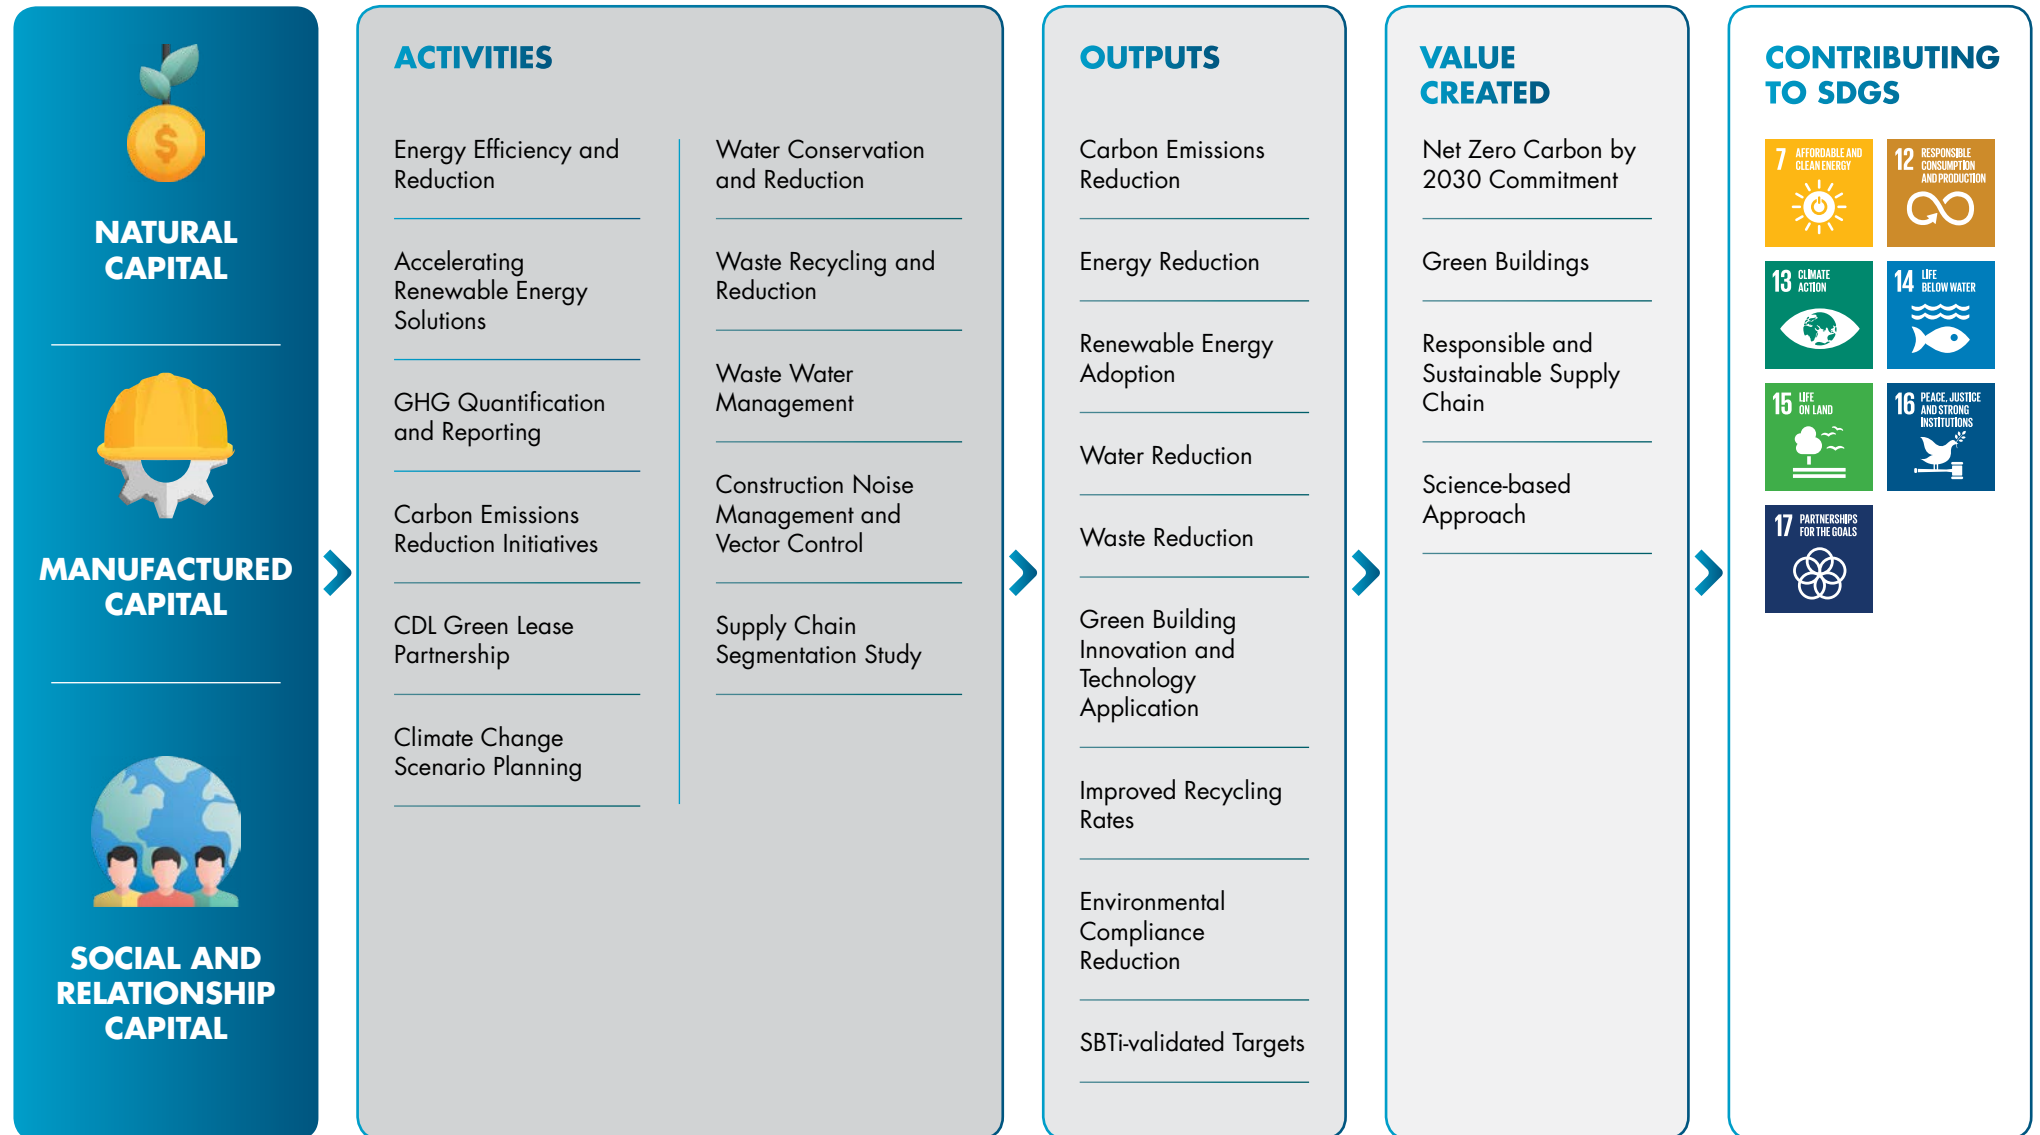 NATURAL
CAPITAL
MANUFACTURED
CAPITAL
SOCIAL AND
RELATIONSHIP
CAPITAL
ACTIVITIES
Energy Efficiency and
Reduction
Accelerating
Renewable Energy
Solutions
GHG Quantification
and Reporting
Carbon Emissions
Reduction Initiatives
CDL Green Lease
Partnership
Climate Change
Scenario Planning
Water Conservation
and Reduction
Waste Recycling and
Reduction
Waste Water
Management
Construction Noise
Management and
Vector Control
Supply Chain
Segmentation Study
OUTPUTS
Carbon Emissions
Reduction
Energy Reduction
Renewable Energy
Adoption
Water Reduction
Waste Reduction
Green Building
Innovation and
Technology
Application
Improved Recycling
Rates
Environmental
Compliance
Reduction
SBTi-validated Targets
VALUE
CREATED
Net Zero Carbon by
2030 Commitment
Green Buildings
Responsible and
Sustainable Supply
Chain
Science-based
Approach
CONTRIBUTING
TO SDGS
7 AFFORDABLE AND
CLEAN ENERGY
12 RESPONSIBLE
CONSUMPTION
AND PRODUCTION
13 CLIMATE
ACTION
14 LIFE
BELOW WATER
15 LIFE
ON LAND
16 PEACE, JUSTICE
AND STRONG
INSTITUTIONS
17 PARTNERSHIPS
FOR THE GOALS